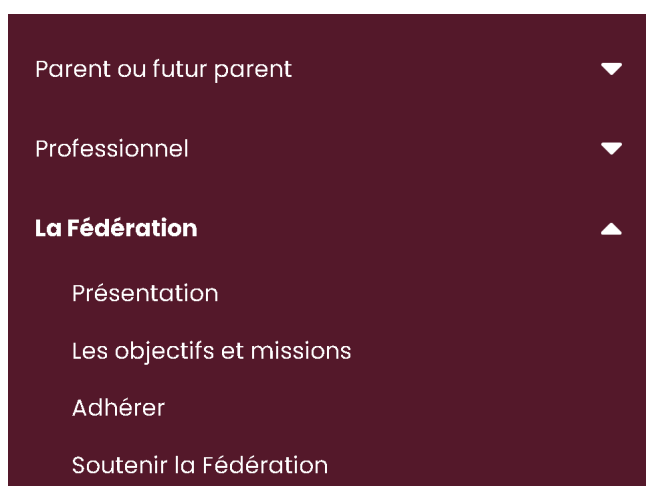 Parent ou futur parent
Professionnel
La Fédération
Présentation
Les objectifs et missions
Adhérer
Soutenir la Fédération